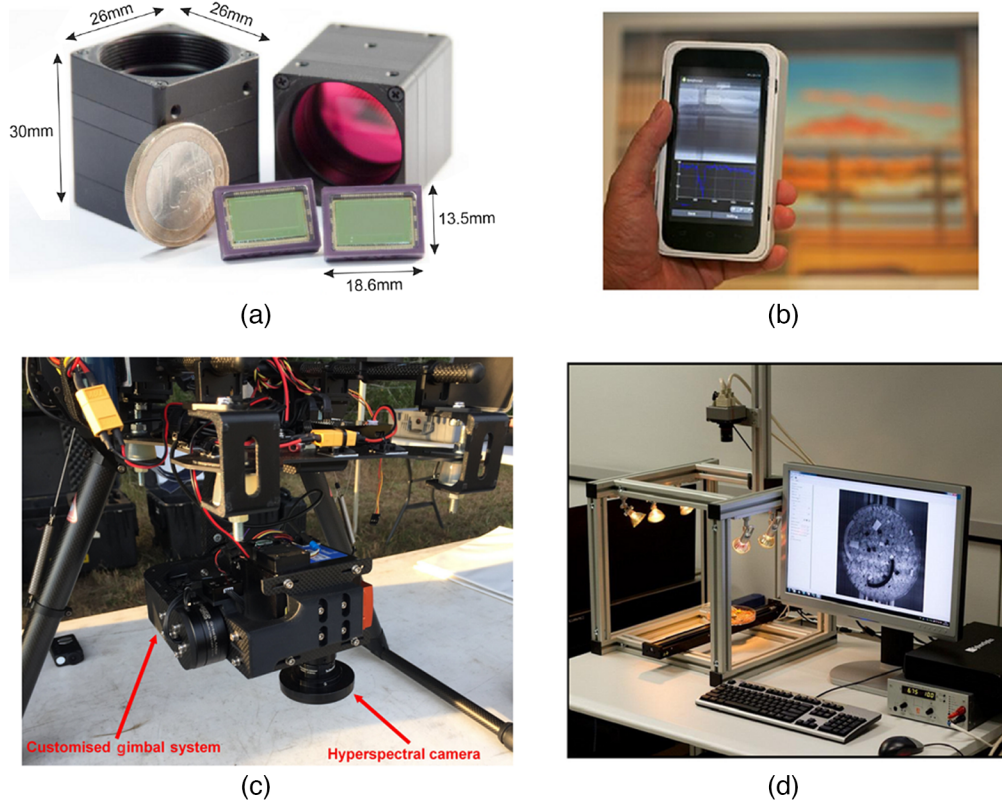 26mm
26mm
30mm
13.5mm
18.6mm
(a)
(b)
Customised gimbal system
Hyperspectral camera
(c)
(d)